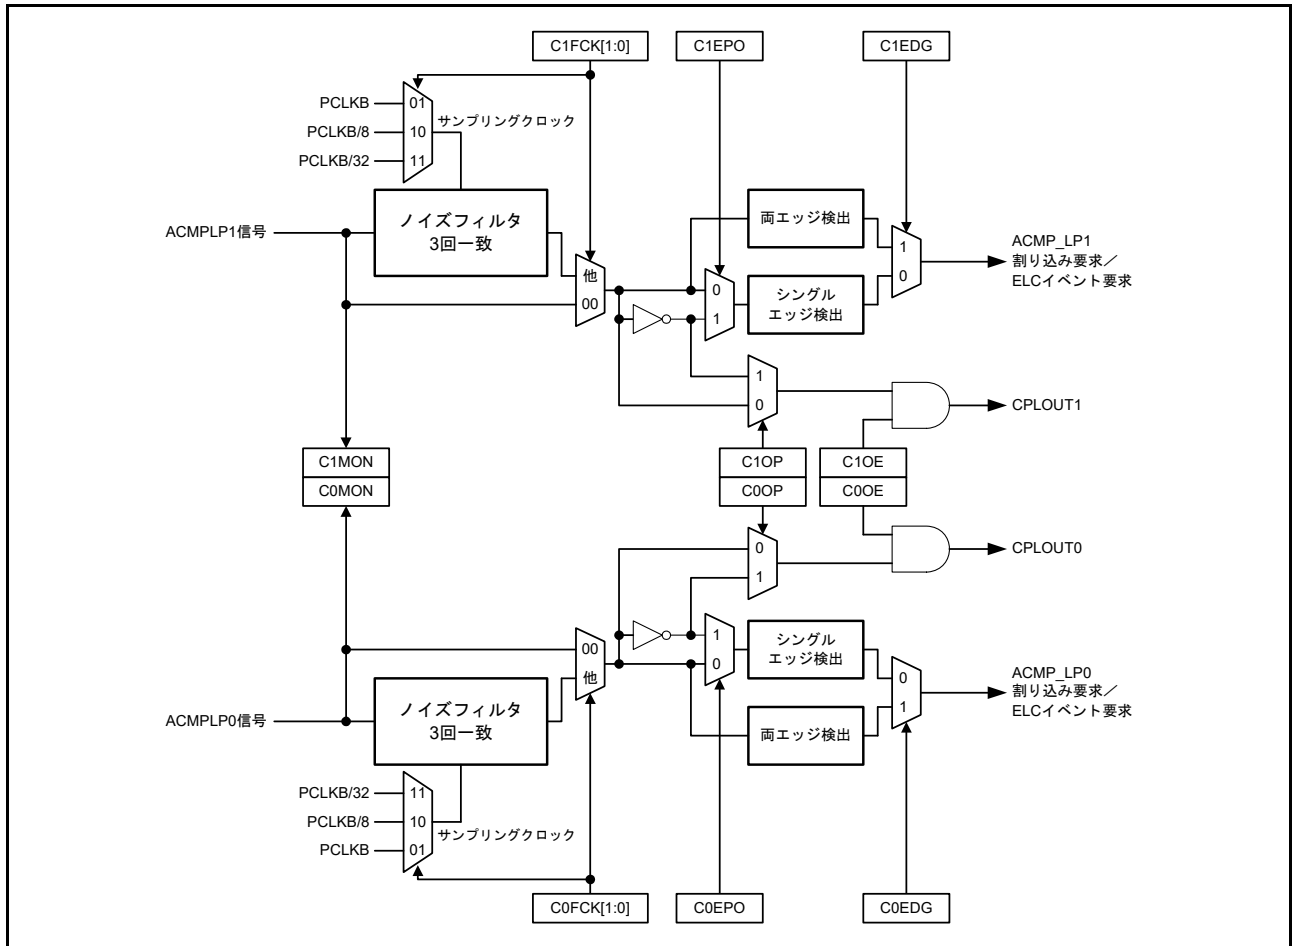 C1FCK[1:0]
C1EPO
C1EDG
PCLKB
01
PCLKB/8
10
サンプリングクロック
PCLKB/32
11
ACMPLP1信号
ノイズフィルタ
3回一致
他
00
両エッジ検出
0
1
シングル
エッジ検出
1
0
ACMP_LP1
割り込み要求/
ELCイベント要求
1
0
CPLOUT1
C1MON
C0MON
C1OP
C0OP
C1OE
C0OE
0
1
CPLOUT0
00
他
1
0
シングル
エッジ検出
両エッジ検出
0
1
ACMP_LP0
割り込み要求/
ELCイベント要求
ACMPLP0信号
ノイズフィルタ
3回一致
PCLKB/32
11
PCLKB/8
10
サンプリングクロック
PCLKB
01
C0FCK[1:0]
C0EPO
C0EDG